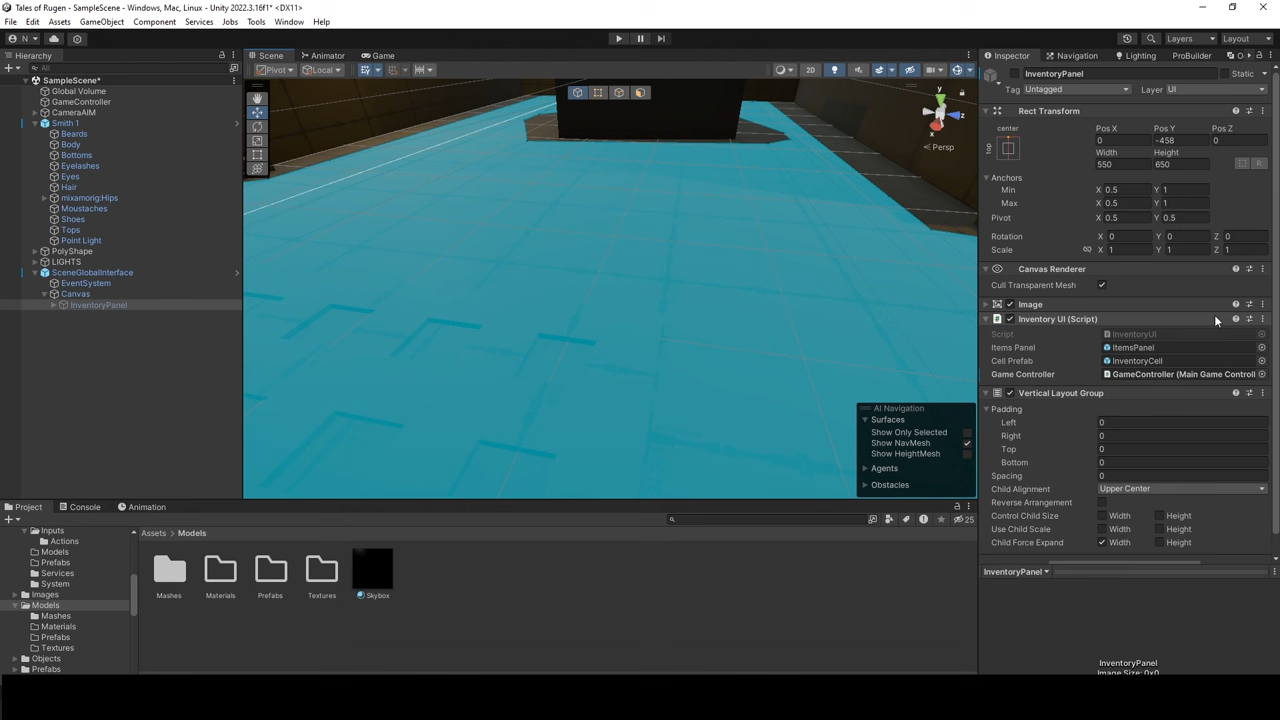 Tales of Rugen - SampleScene - Windows, Mac, Linux - Unity 2022.3.16f1* <DX11>
File Edit Assets GameObject Component Services Jobs Tools Window Help
N Layers Layout
Hierarchy Scene Animator Game Inspector Navigation Lighting ProBuilder O
All Pivot Local 2D InventoryPanel Static
SampleScene* Tag Untagged Layer UI
Global Volume
GameController
CameraAIM
Smith 1
Beards
Body
Bottoms
Eyelashes
Eyes
Hair
mixamorig:Hips
Moustaches
Shoes
Tops
Point Light
PolyShape
LIGHTS
SceneGlobalInterface
EventSystem
Canvas
InventoryPanel
y
z
x
Persp
AI Navigation
Surfaces
Show Only Selected
Show NavMesh
Show HeightMesh
Agents
Obstacles
Rect Transform
center
top
Pos X Pos Y Pos Z
0 -458 0
Width Height
550 650 R
Anchors
Min X 0.5 Y 1
Max X 0.5 Y 1
Pivot X 0.5 Y 0.5
Rotation X 0 Y 0 Z 0
Scale X 1 Y 1 Z 1
Canvas Renderer
Cull Transparent Mesh
Image
Inventory UI (Script)
Script InventoryUI
Items Panel ItemsPanel
Cell Prefab InventoryCell
Game Controller GameController (Main Game Controll
Vertical Layout Group
Padding
Left 0
Right 0
Top 0
Bottom 0
Spacing 0
Child Alignment Upper Center
Reverse Arrangement
Control Child Size Width Height
Use Child Scale Width Height
Child Force Expand Width Height
InventoryPanel
InventoryPanel
Image Size: 0x0
Project Console Animation
25
Inputs
Actions
Models
Prefabs
Services
System
Images
Models
Mashes
Materials
Prefabs
Textures
Objects
Prefabs
Assets > Models
Mashes Materials Prefabs Textures Skybox